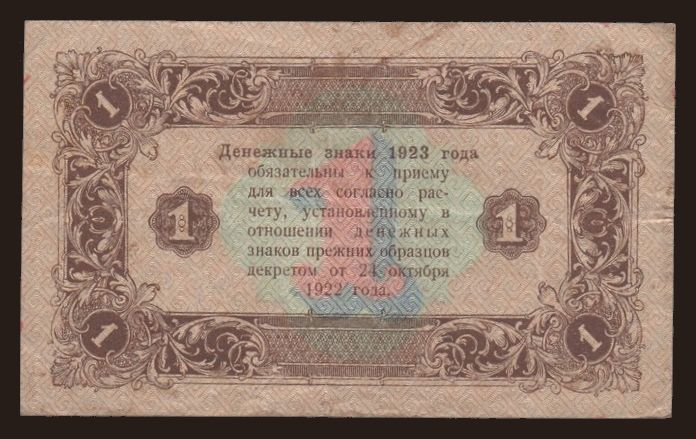 1 1
Денежные знаки 1923 года
обязательны к приему
для всех согласно рас-
чету, установленному в
отношении денежных
знаков прежних образцов
декретом от 24 октября
1922 года.
1 1
1 1